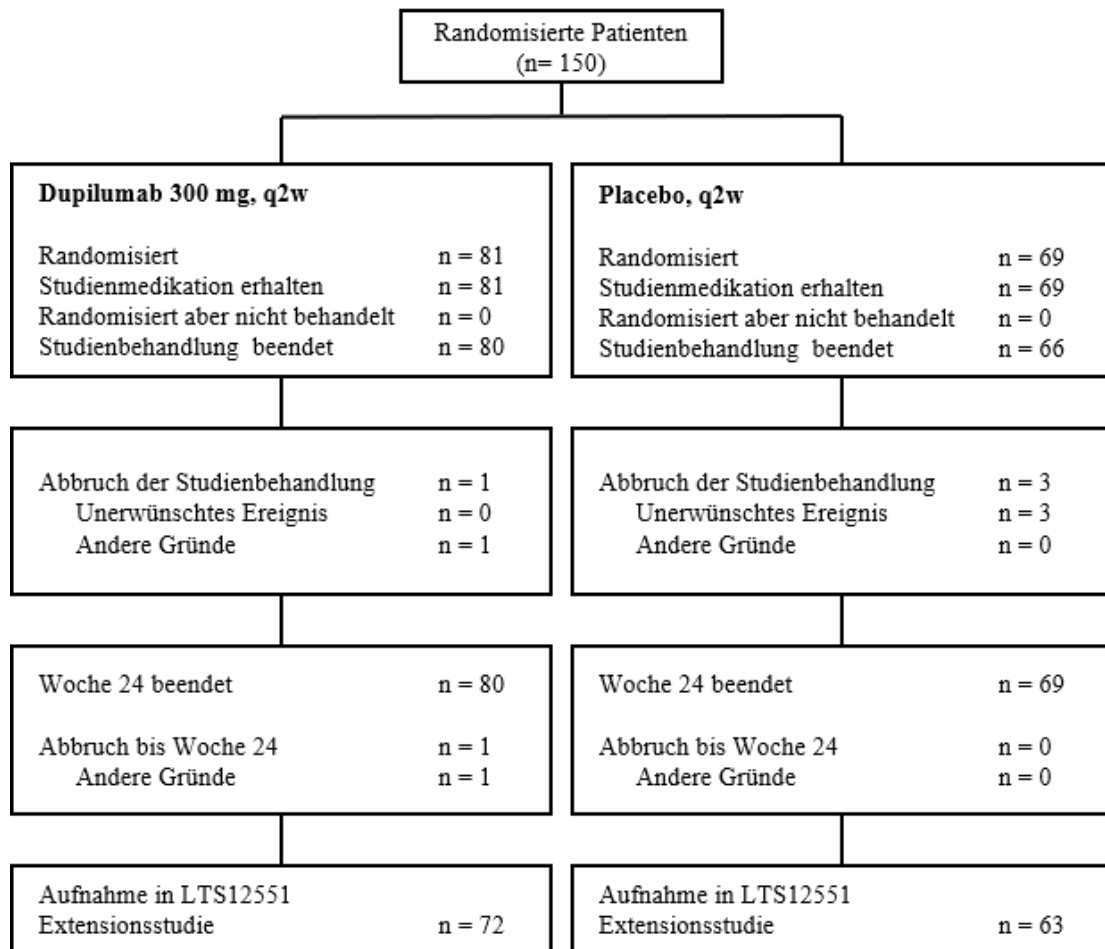 Randomisierte Patienten
(n= 150)
Dupilumab 300 mg, q2w
Randomisiert n = 81
Studienmedikation erhalten n = 81
Randomisiert aber nicht behandelt n = 0
Studienbehandlung beendet n = 80
Placebo, q2w
Randomisiert n = 69
Studienmedikation erhalten n = 69
Randomisiert aber nicht behandelt n = 0
Studienbehandlung beendet n = 66
Abbruch der Studienbehandlung n = 1
Unerwünschtes Ereignis n = 0
Andere Gründe n = 1
Abbruch der Studienbehandlung n = 3
Unerwünschtes Ereignis n = 3
Andere Gründe n = 0
Woche 24 beendet n = 80
Abbruch bis Woche 24 n = 1
Andere Gründe n = 1
Woche 24 beendet n = 69
Abbruch bis Woche 24 n = 0
Andere Gründe n = 0
Aufnahme in LTS12551
Extensionsstudie n = 72
Aufnahme in LTS12551
Extensionsstudie n = 63